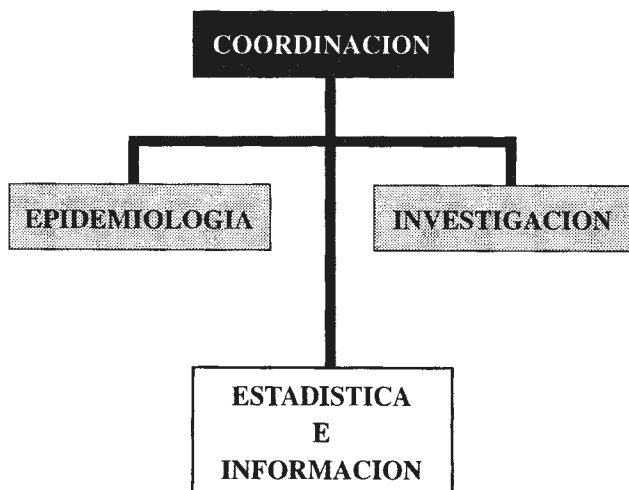 COORDINACION
EPIDEMIOLOGIA
INVESTIGACION
ESTADISTICA
E
INFORMACION